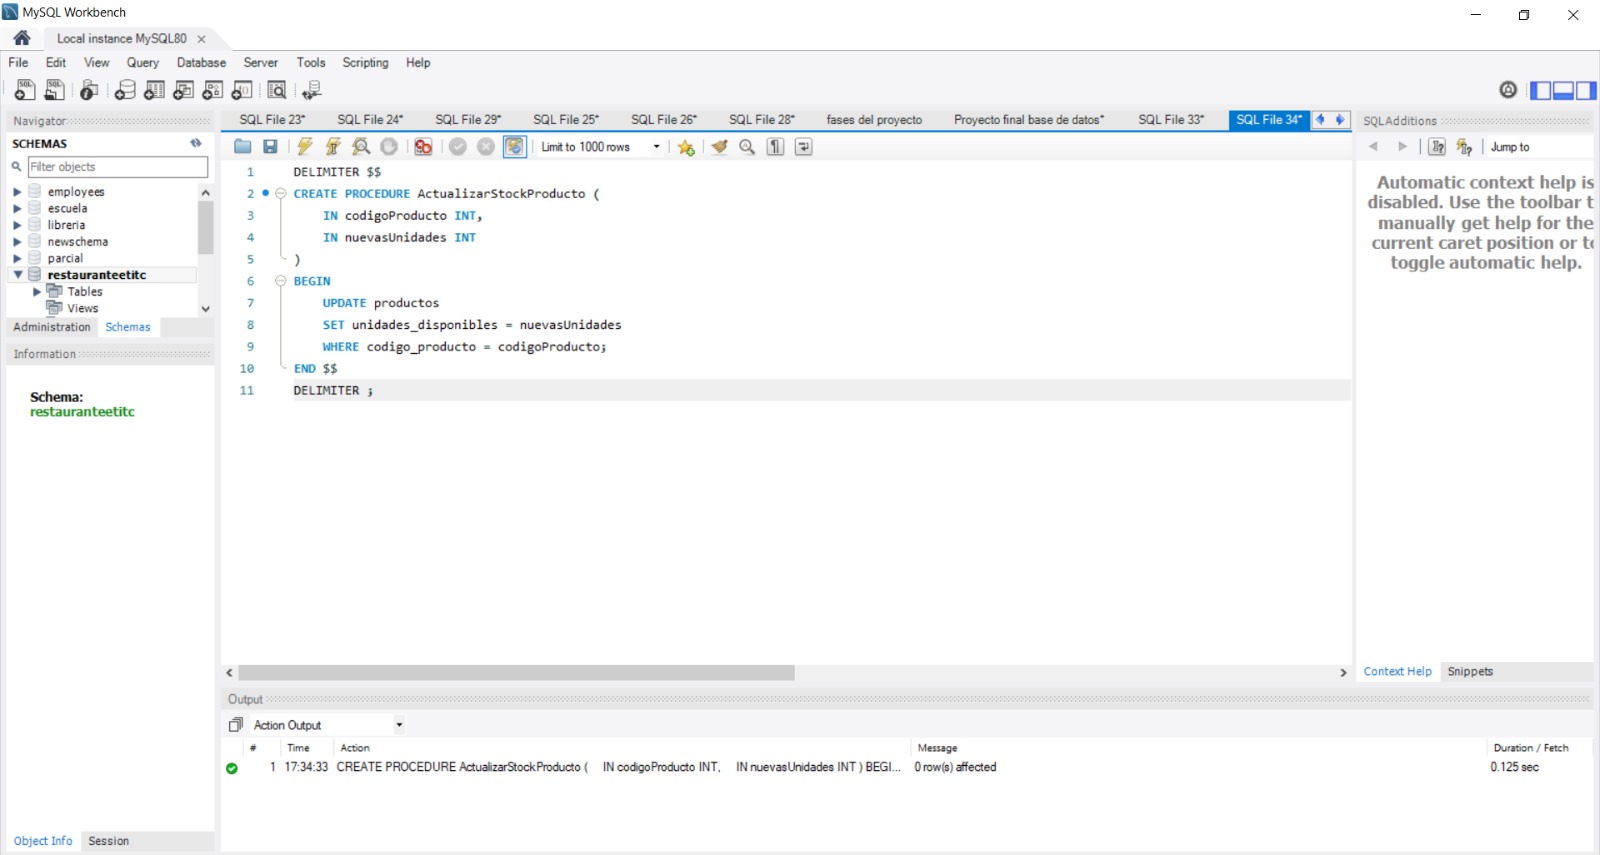 MySQL Workbench
Local instance MySQL80
File Edit View Query Database Server Tools Scripting Help
Navigator
SCHEMAS
Filter objects
employees
escuela
libreria
newschema
parcial
restauranteetitc
Tables
Views
Administration Schemas
Information
Schema:
restauranteetitc
Object Info Session
SQL File 23* SQL File 24* SQL File 29* SQL File 25* SQL File 26* SQL File 28* fases del proyecto Proyecto final base de datos* SQL File 33* SQL File 34*
Limit to 1000 rows
1 DELIMITER $$
2 CREATE PROCEDURE ActualizarStockProducto (
3 IN codigoProducto INT,
4 IN nuevasUnidades INT
5 )
6 BEGIN
7 UPDATE productos
8 SET unidades_disponibles = nuevasUnidades
9 WHERE codigo_producto = codigoProducto;
10 END $$
11 DELIMITER ;
SQLAdditions
Jump to
Automatic context help is
disabled. Use the toolbar t
manually get help for the
current caret position or to
toggle automatic help.
Context Help Snippets
Output
Action Output
# Time Action Message Duration / Fetch
1 17:34:33 CREATE PROCEDURE ActualizarStockProducto ( IN codigoProducto INT, IN nuevasUnidades INT ) BEGI... 0 row(s) affected 0.125 sec